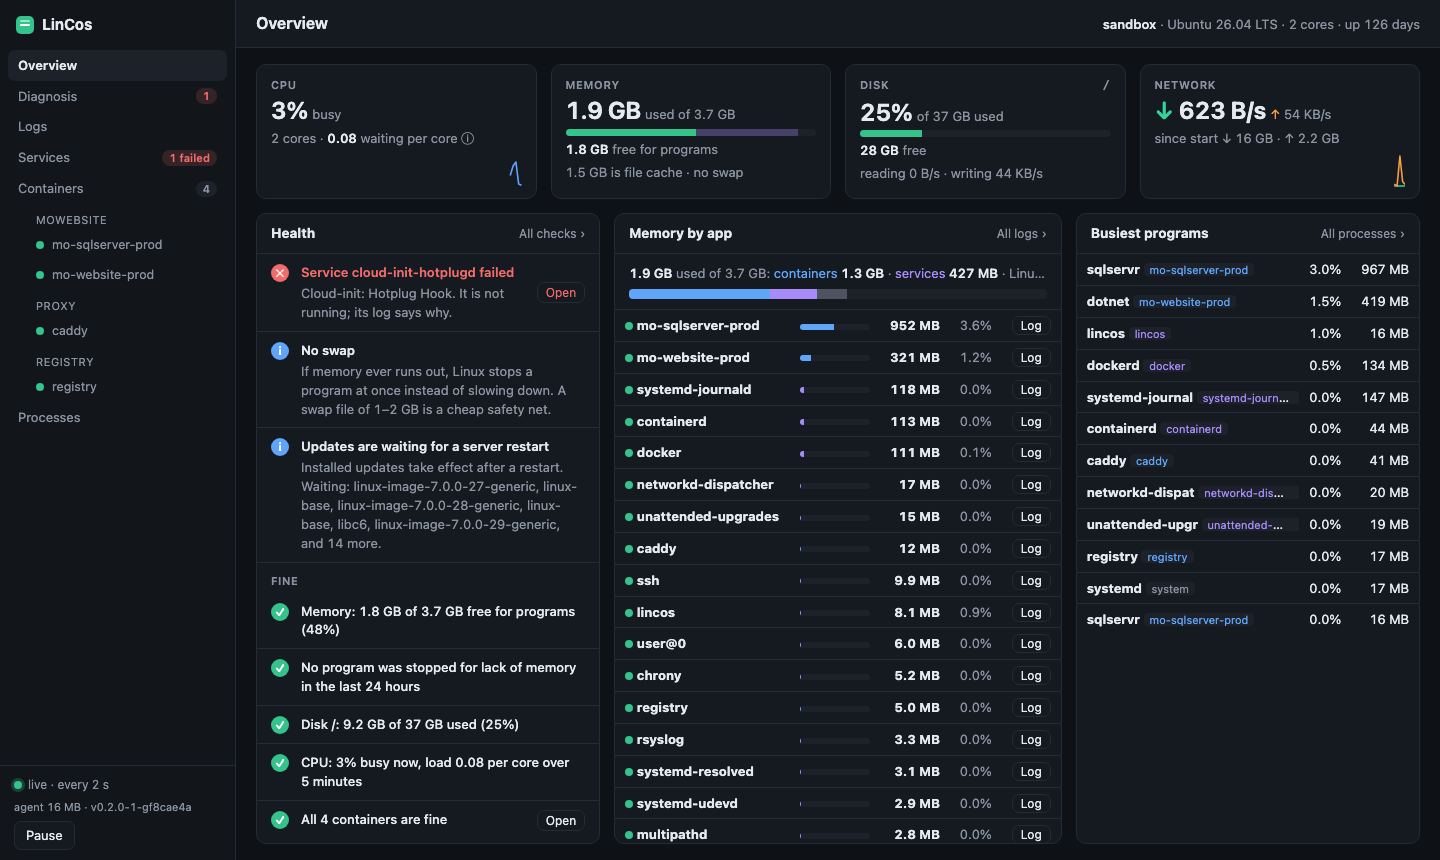 LinCos
Overview
Diagnosis 1
Logs
Services 1 failed
Containers 4
MOWEBSITE
mo-sqlserver-prod
mo-website-prod
PROXY
caddy
REGISTRY
registry
Processes
live · every 2 s
agent 16 MB · v0.2.0-1-gf8cae4a
Pause
Overview
sandbox · Ubuntu 26.04 LTS · 2 cores · up 126 days
CPU
3% busy
2 cores · 0.08 waiting per core ⓘ
MEMORY
1.9 GB used of 3.7 GB
1.8 GB free for programs
1.5 GB is file cache · no swap
DISK /
25% of 37 GB used
28 GB free
reading 0 B/s · writing 44 KB/s
NETWORK
↓ 623 B/s ↑ 54 KB/s
since start ↓ 16 GB · ↑ 2.2 GB
Health All checks ›
Service cloud-init-hotplugd failed
Cloud-init: Hotplug Hook. It is not
running; its log says why.
Open
No swap
If memory ever runs out, Linux stops a
program at once instead of slowing down. A
swap file of 1–2 GB is a cheap safety net.
Updates are waiting for a server restart
Installed updates take effect after a restart.
Waiting: linux-image-7.0.0-27-generic, linux-
base, linux-image-7.0.0-28-generic, linux-
base, libc6, linux-image-7.0.0-29-generic,
and 14 more.
FINE
Memory: 1.8 GB of 3.7 GB free for programs
(48%)
No program was stopped for lack of memory
in the last 24 hours
Disk /: 9.2 GB of 37 GB used (25%)
CPU: 3% busy now, load 0.08 per core over
5 minutes
All 4 containers are fine Open
Memory by app All logs ›
1.9 GB used of 3.7 GB: containers 1.3 GB · services 427 MB · Linu...
mo-sqlserver-prod 952 MB 3.6% Log
mo-website-prod 321 MB 1.2% Log
systemd-journald 118 MB 0.0% Log
containerd 113 MB 0.0% Log
docker 111 MB 0.1% Log
networkd-dispatcher 17 MB 0.0% Log
unattended-upgrades 15 MB 0.0% Log
caddy 12 MB 0.0% Log
ssh 9.9 MB 0.0% Log
lincos 8.1 MB 0.9% Log
user@0 6.0 MB 0.0% Log
chrony 5.2 MB 0.0% Log
registry 5.0 MB 0.0% Log
rsyslog 3.3 MB 0.0% Log
systemd-resolved 3.1 MB 0.0% Log
systemd-udevd 2.9 MB 0.0% Log
multipathd 2.8 MB 0.0% Log
Busiest programs All processes ›
sqlservr mo-sqlserver-prod 3.0% 967 MB
dotnet mo-website-prod 1.5% 419 MB
lincos lincos 1.0% 16 MB
dockerd docker 0.5% 134 MB
systemd-journal systemd-journ... 0.0% 147 MB
containerd containerd 0.0% 44 MB
caddy caddy 0.0% 41 MB
networkd-dispat networkd-dis... 0.0% 20 MB
unattended-upgr unattended-... 0.0% 19 MB
registry registry 0.0% 17 MB
systemd system 0.0% 17 MB
sqlservr mo-sqlserver-prod 0.0% 16 MB